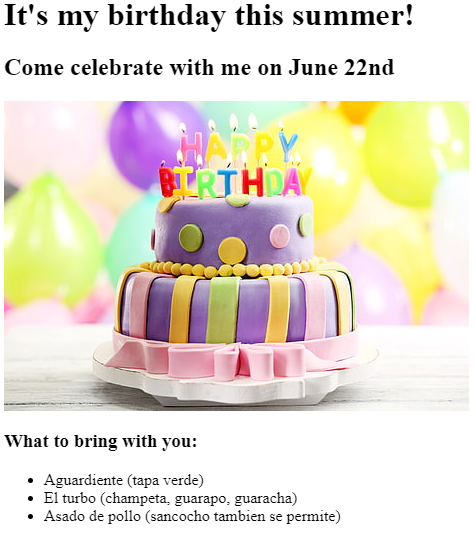 It's my birthday this summer!
Come celebrate with me on June 22nd
HAPPY
BIRTHDAY
What to bring with you:
Aguardiente (tapa verde)
El turbo (champeta, guarapo, guaracha)
Asado de pollo (sancocho tambien se permite)